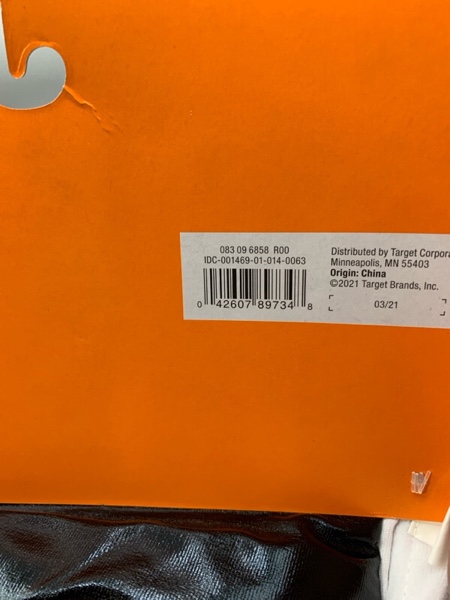 083 09 6858 R00
IDC-001469-01-014-0063
0 42607 89734 8
Distributed by Target
Minneapolis, MN 55403
Origin: China
©2021 Target Brands, Inc.
03/21